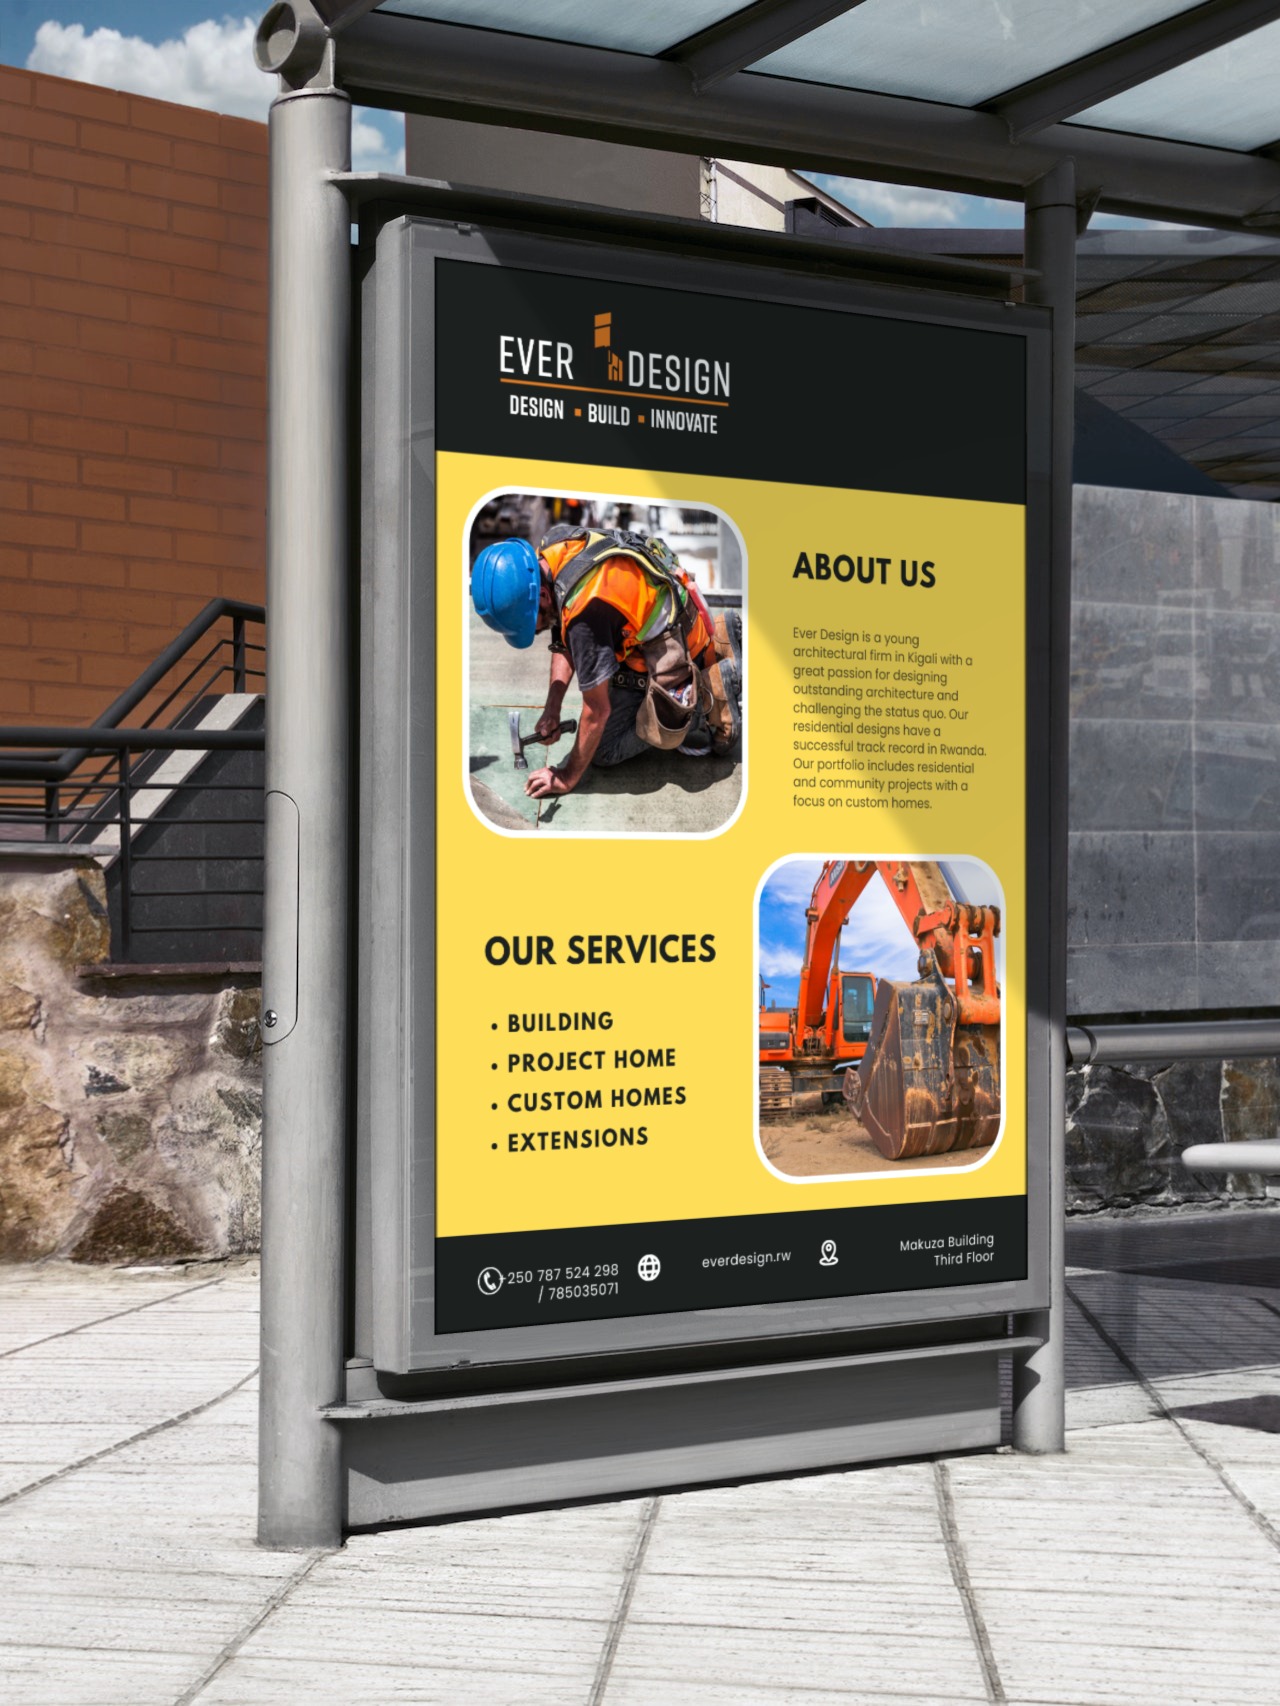 EVER DESIGN
DESIGN ▪ BUILD ▪ INNOVATE
ABOUT US
Ever Design is a young
architectural firm in Kigali with a
great passion for designing
outstanding architecture and
challenging the status quo. Our
residential designs have a
successful track record in Rwanda.
Our portfolio includes residential
and community projects with a
focus on custom homes.
OUR SERVICES
• BUILDING
• PROJECT HOME
• CUSTOM HOMES
• EXTENSIONS
+250 787 524 298
/ 785035071
everdesign.rw
Makuza Building
Third Floor